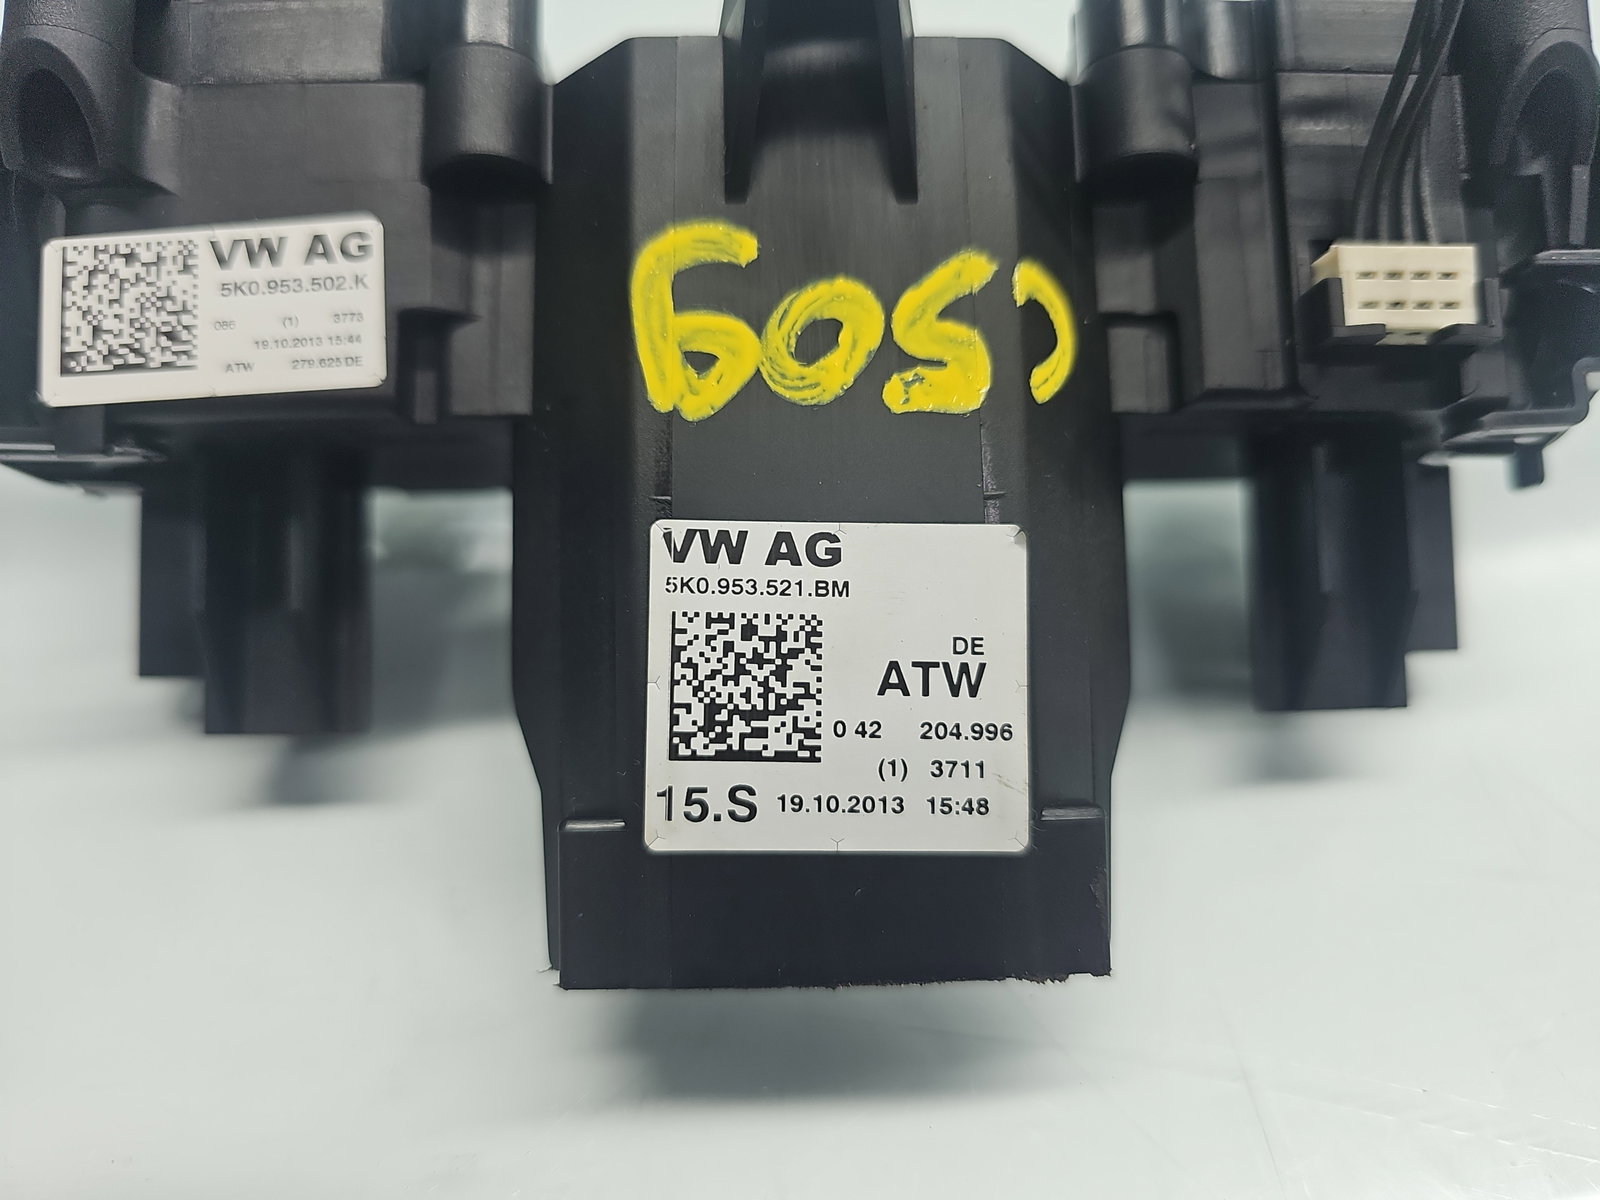 VW AG
5K0.953.502.K
086 (1) 3773
19.10.2013 15:44
ATW 279.625 DE
6051
VW AG
5K0.953.521.BM
DE
ATW
0 42 204.996
(1) 3711
15.S 19.10.2013 15:48